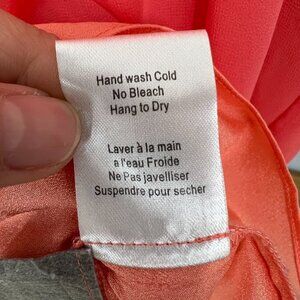 Hand wash Cold
No Bleach
Hang to Dry
Laver à la main
a l'eau Froide
Ne Pas javelliser
Suspendre pour secher